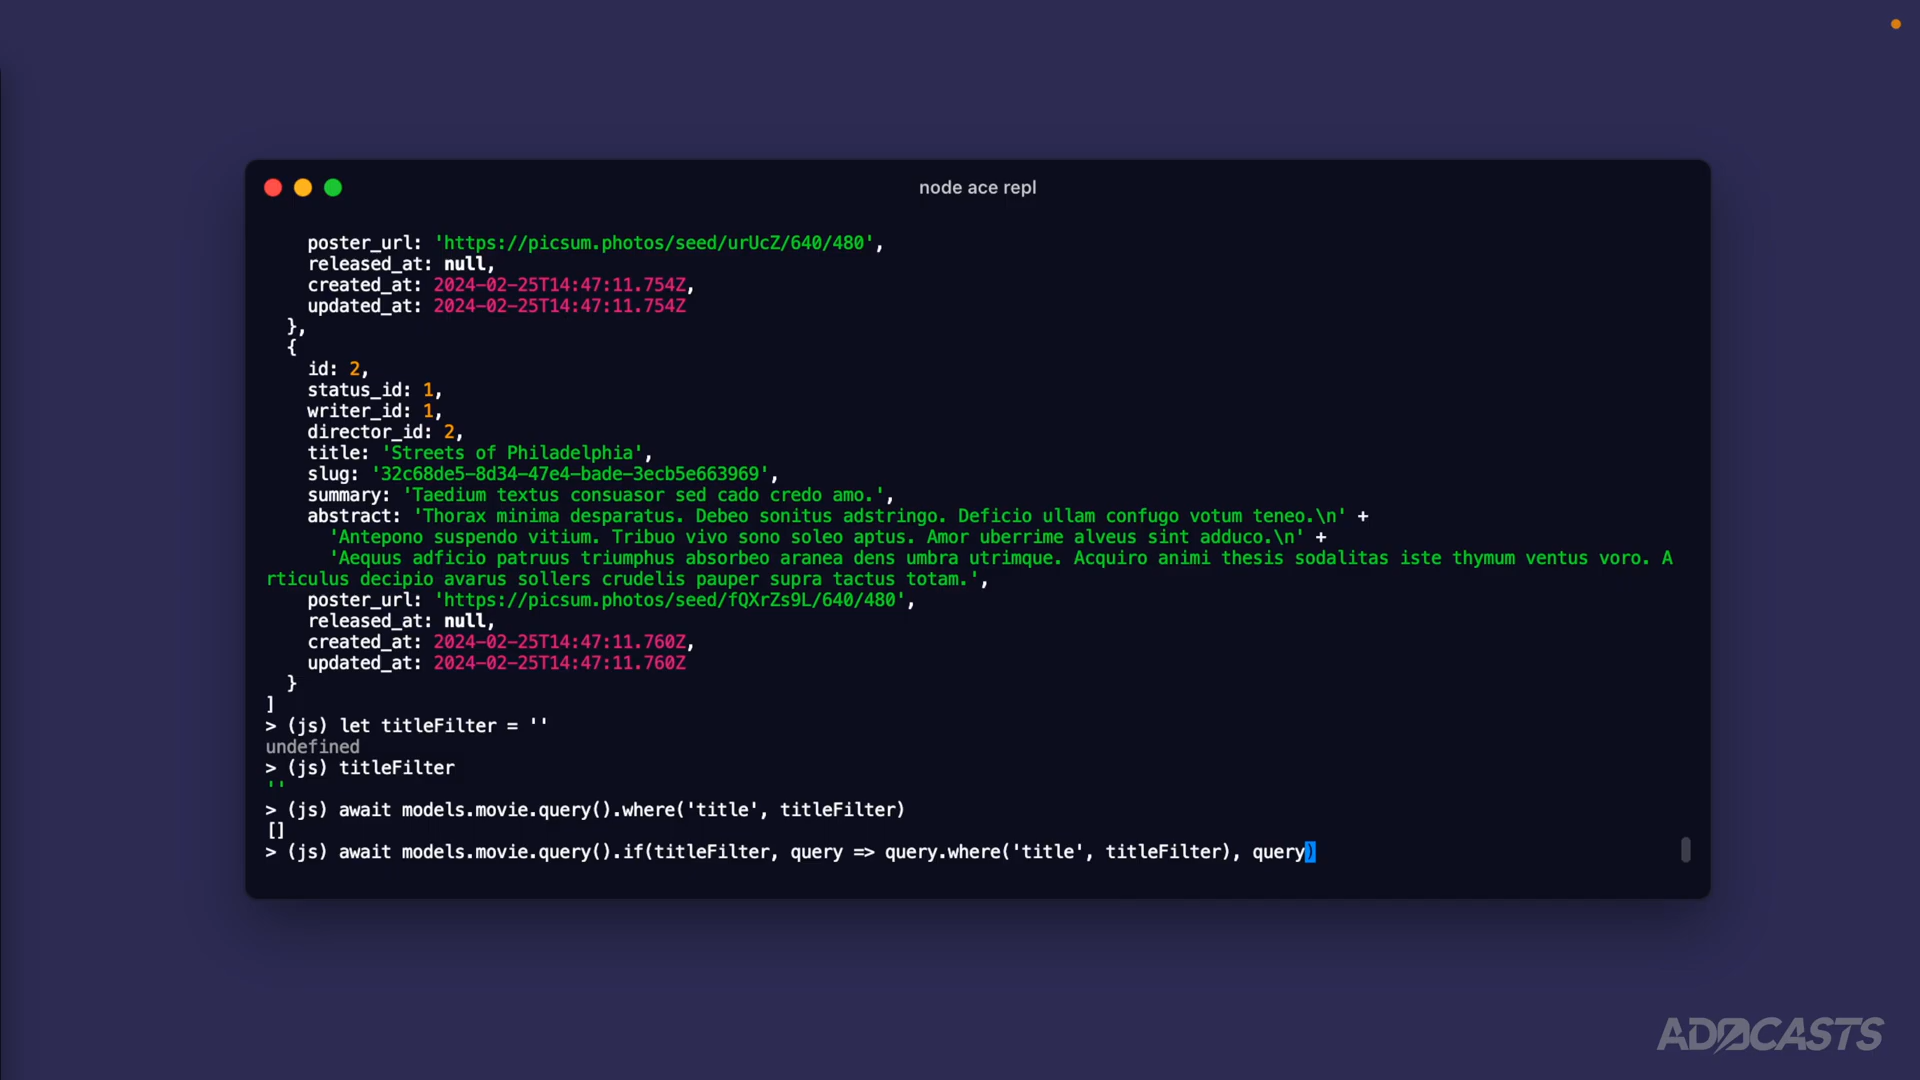 node ace repl
poster_url: 'https://picsum.photos/seed/urUcZ/640/480',
released_at: null,
created_at: 2024-02-25T14:47:11.754Z,
updated_at: 2024-02-25T14:47:11.754Z
},
{
id: 2,
status_id: 1,
writer_id: 1,
director_id: 2,
title: 'Streets of Philadelphia',
slug: '32c68de5-8d34-47e4-bade-3ecb5e663969',
summary: 'Taedium textus consuasor sed cado credo amo.',
abstract: 'Thorax minima desparatus. Debeo sonitus adstringo. Deficio ullam confugo votum teneo.\n' +
'Antepono suspendo vitium. Tribuo vivo sono soleo aptus. Amor uberrime alveus sint adduco.\n' +
'Aequus adficio patruus triumphus absorbeo aranea dens umbra utrimque. Acquiro animi thesis sodalitas iste thymum ventus voro. A
rticulus decipio avarus sollers crudelis pauper supra tactus totam.',
poster_url: 'https://picsum.photos/seed/fQXrZs9L/640/480',
released_at: null,
created_at: 2024-02-25T14:47:11.760Z,
updated_at: 2024-02-25T14:47:11.760Z
}
]
> (js) let titleFilter = ''
undefined
> (js) titleFilter
''
> (js) await models.movie.query().where('title', titleFilter)
[]
> (js) await models.movie.query().if(titleFilter, query => query.where('title', titleFilter), query)
ADOCASTS